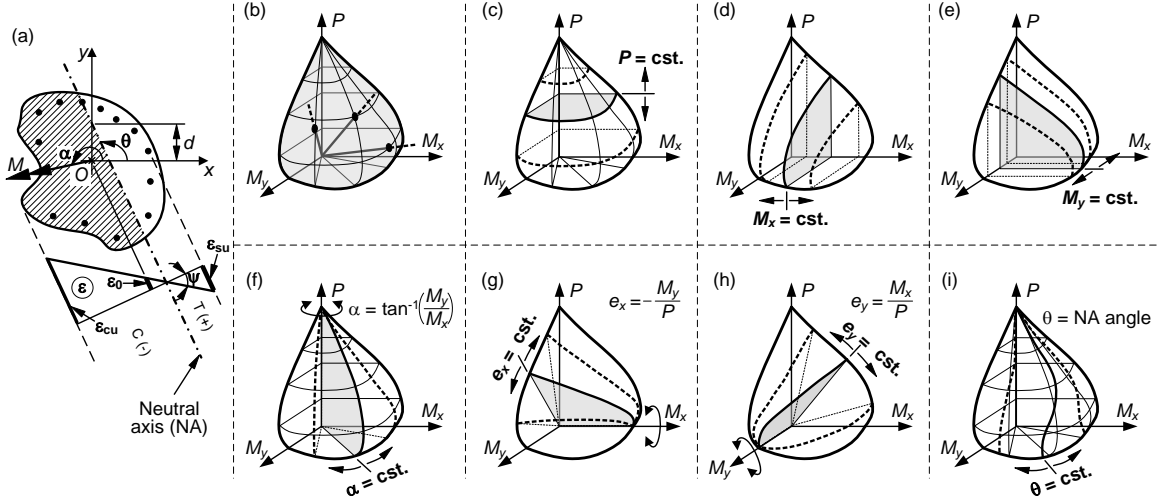 (a)
y
d
M
α
θ
O
x
ε
ε0
ψ
εsu
εcu
C (-)
T (+)
Neutral
axis (NA)
(b)
P
Mx
My
(c)
P
P = cst.
Mx
My
(d)
P
Mx
My
Mx = cst.
(e)
P
Mx
My
My = cst.
(f)
P
α = tan-1(My/Mx)
Mx
My
α = cst.
(g)
P
ex = - My/P
ex = cst.
Mx
My
(h)
P
ey = Mx/P
ey = cst.
Mx
My
(i)
P
θ = NA angle
Mx
My
θ = cst.